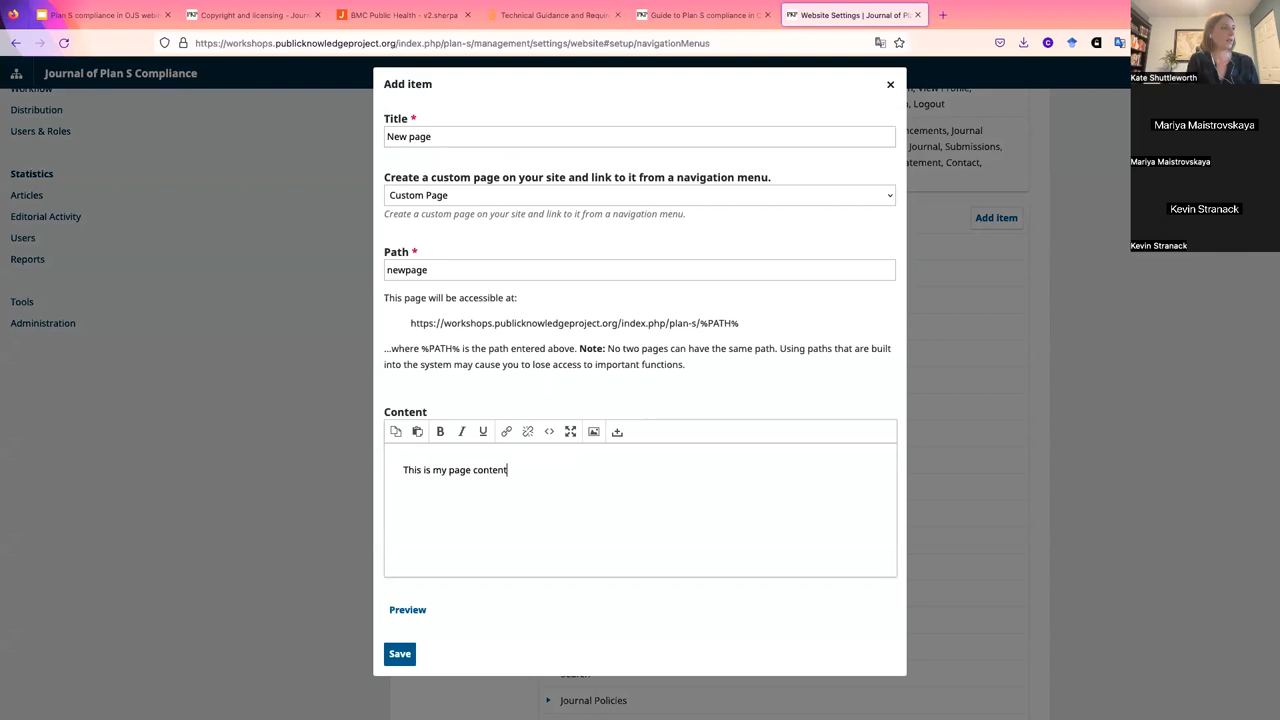 Plan S compliance in OJS webin
Copyright and licensing - Journ
BMC Public Health - v2.sherpa
Technical Guidance and Require
Guide to Plan S compliance in O
Website Settings | Journal of Pl
https://workshops.publicknowledgeproject.org/index.php/plan-s/management/settings/website#setup/navigationMenus
Journal of Plan S Compliance
Workflow
Distribution
Users & Roles
Statistics
Articles
Editorial Activity
Users
Reports
Tools
Administration
Add item
Title *
New page
Create a custom page on your site and link to it from a navigation menu.
Custom Page
Create a custom page on your site and link to it from a navigation menu.
Path *
newpage
This page will be accessible at:
https://workshops.publicknowledgeproject.org/index.php/plan-s/%PATH%
...where %PATH% is the path entered above. Note: No two pages can have the same path. Using paths that are built
into the system may cause you to lose access to important functions.
Content
B I U
This is my page content
Preview
Save
, View Profile,
, Logout
ncements, Journal
Journal, Submissions,
atement, Contact,
Add item
Search
Journal Policies
Kate Shuttleworth
Mariya Maistrovskaya
Mariya Maistrovskaya
Kevin Stranack
Kevin Stranack